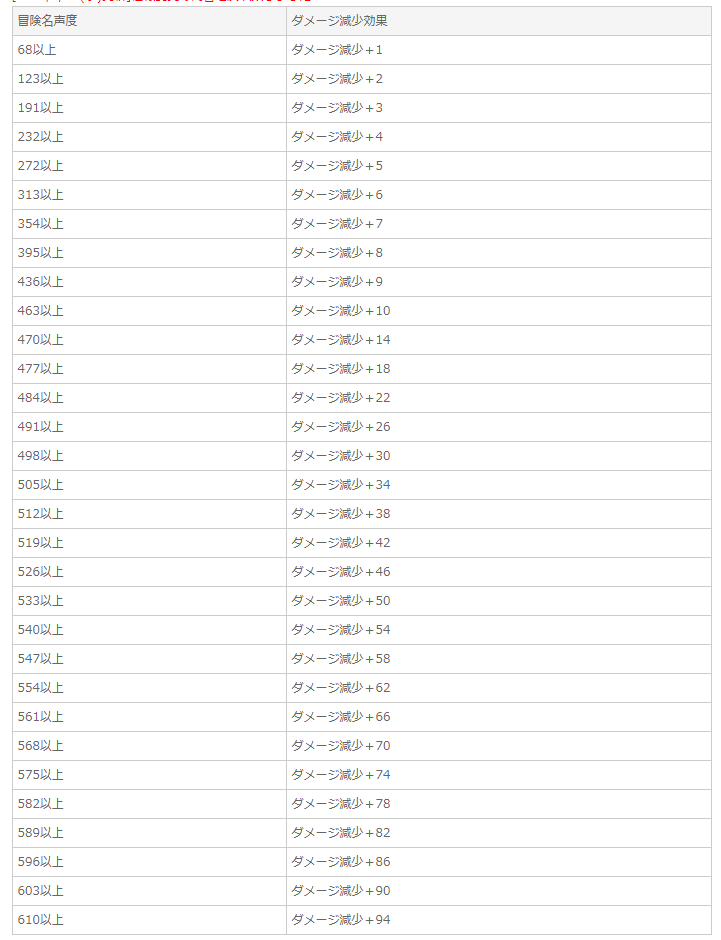 冒険名声度 ダメージ減少効果
68以上 ダメージ減少＋1
123以上 ダメージ減少＋2
191以上 ダメージ減少＋3
232以上 ダメージ減少＋4
272以上 ダメージ減少＋5
313以上 ダメージ減少＋6
354以上 ダメージ減少＋7
395以上 ダメージ減少＋8
436以上 ダメージ減少＋9
463以上 ダメージ減少＋10
470以上 ダメージ減少＋14
477以上 ダメージ減少＋18
484以上 ダメージ減少＋22
491以上 ダメージ減少＋26
498以上 ダメージ減少＋30
505以上 ダメージ減少＋34
512以上 ダメージ減少＋38
519以上 ダメージ減少＋42
526以上 ダメージ減少＋46
533以上 ダメージ減少＋50
540以上 ダメージ減少＋54
547以上 ダメージ減少＋58
554以上 ダメージ減少＋62
561以上 ダメージ減少＋66
568以上 ダメージ減少＋70
575以上 ダメージ減少＋74
582以上 ダメージ減少＋78
589以上 ダメージ減少＋82
596以上 ダメージ減少＋86
603以上 ダメージ減少＋90
610以上 ダメージ減少＋94